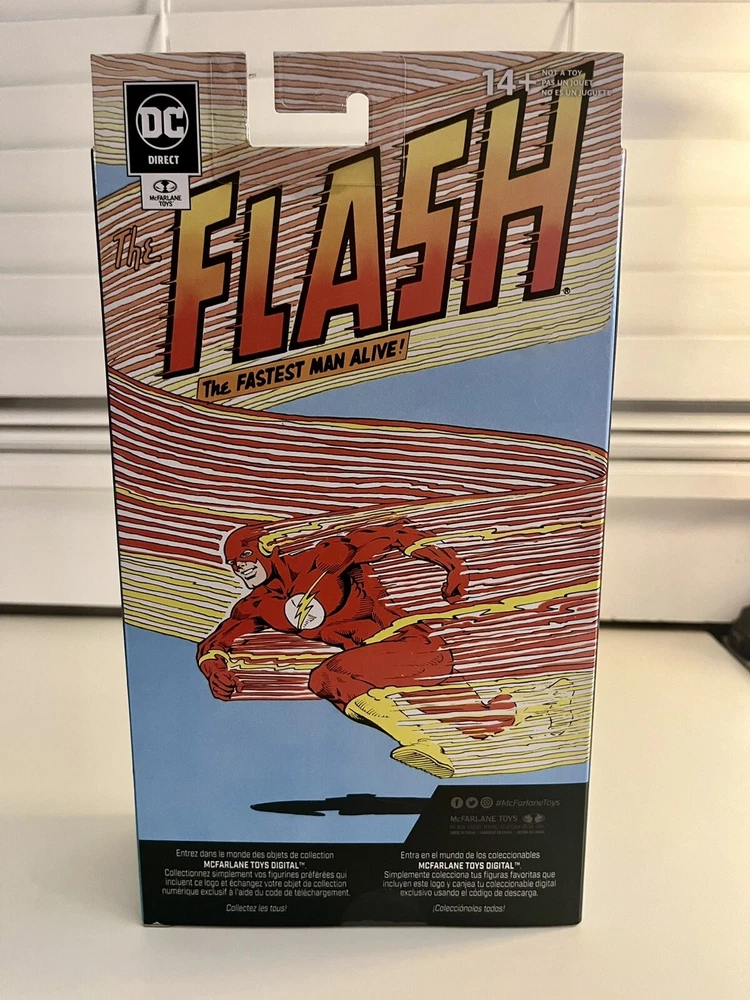 DC
DIRECT
McFARLANE
TOYS
14+
NOT A TOY
PAS UN JOUET
NO ES UN JUGUETE
The
FLASH®
The FASTEST MAN ALIVE!
#McFarlaneToys
McFARLANE TOYS
Entrez dans le monde des objets de collection
MCFARLANE TOYS DIGITAL™.
Collectionnez simplement vos figurines préférées qui
incluent ce logo et échangez votre objet de collection
numérique exclusif à l'aide du code de téléchargement.
Collectez les tous!
Entra en el mundo de los coleccionables
MCFARLANE TOYS DIGITAL™.
Simplemente colecciona tus figuras favoritas que
incluyen este logo y canjea tu coleccionable digital
exclusivo usando el código de descarga.
¡Colecciónalos todos!